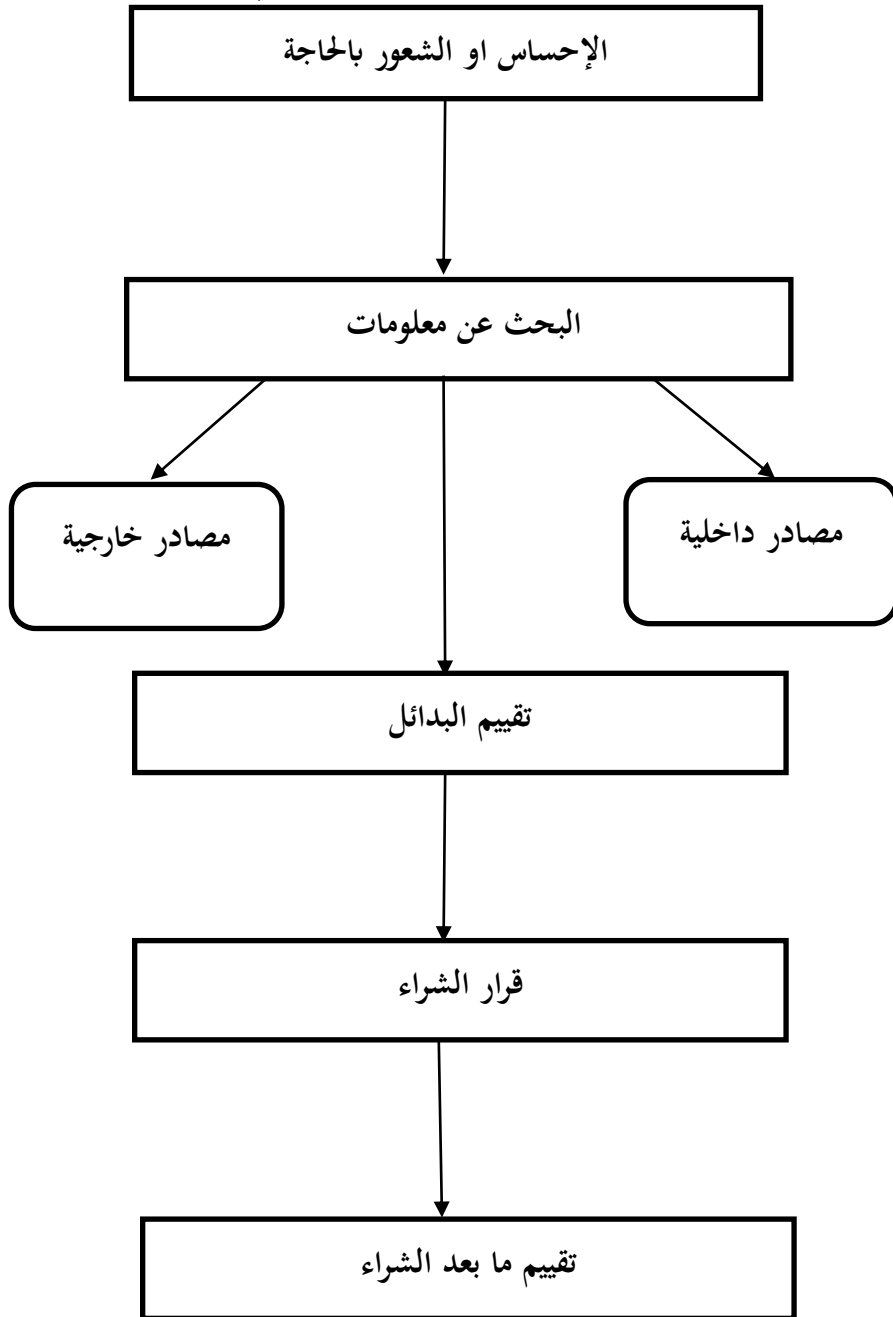 الإحساس او الشعور بالحاجة
البحث عن معلومات
مصادر داخلية
مصادر خارجية
تقييم البدائل
قرار الشراء
تقييم ما بعد الشراء